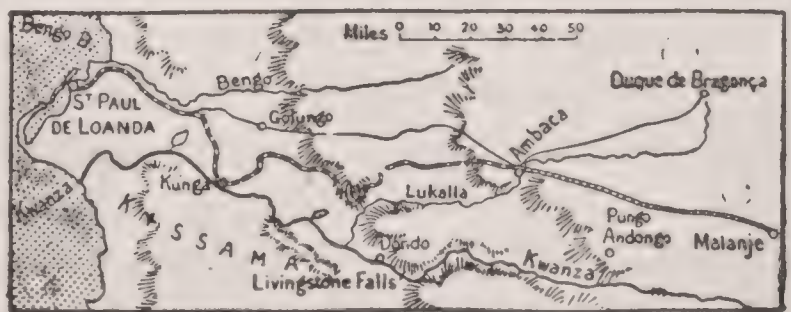 Bengo B.
Miles 0 10 20 30 40 50
Bengo
Duque de Bragança
ST PAUL
DE LOANDA
Golungo
Ambaca
Kunga
Lukalla
Kwanza
KISSAMA
Dondo
Pungo
Andongo
Malanje
Kwanza
Livingstone Falls